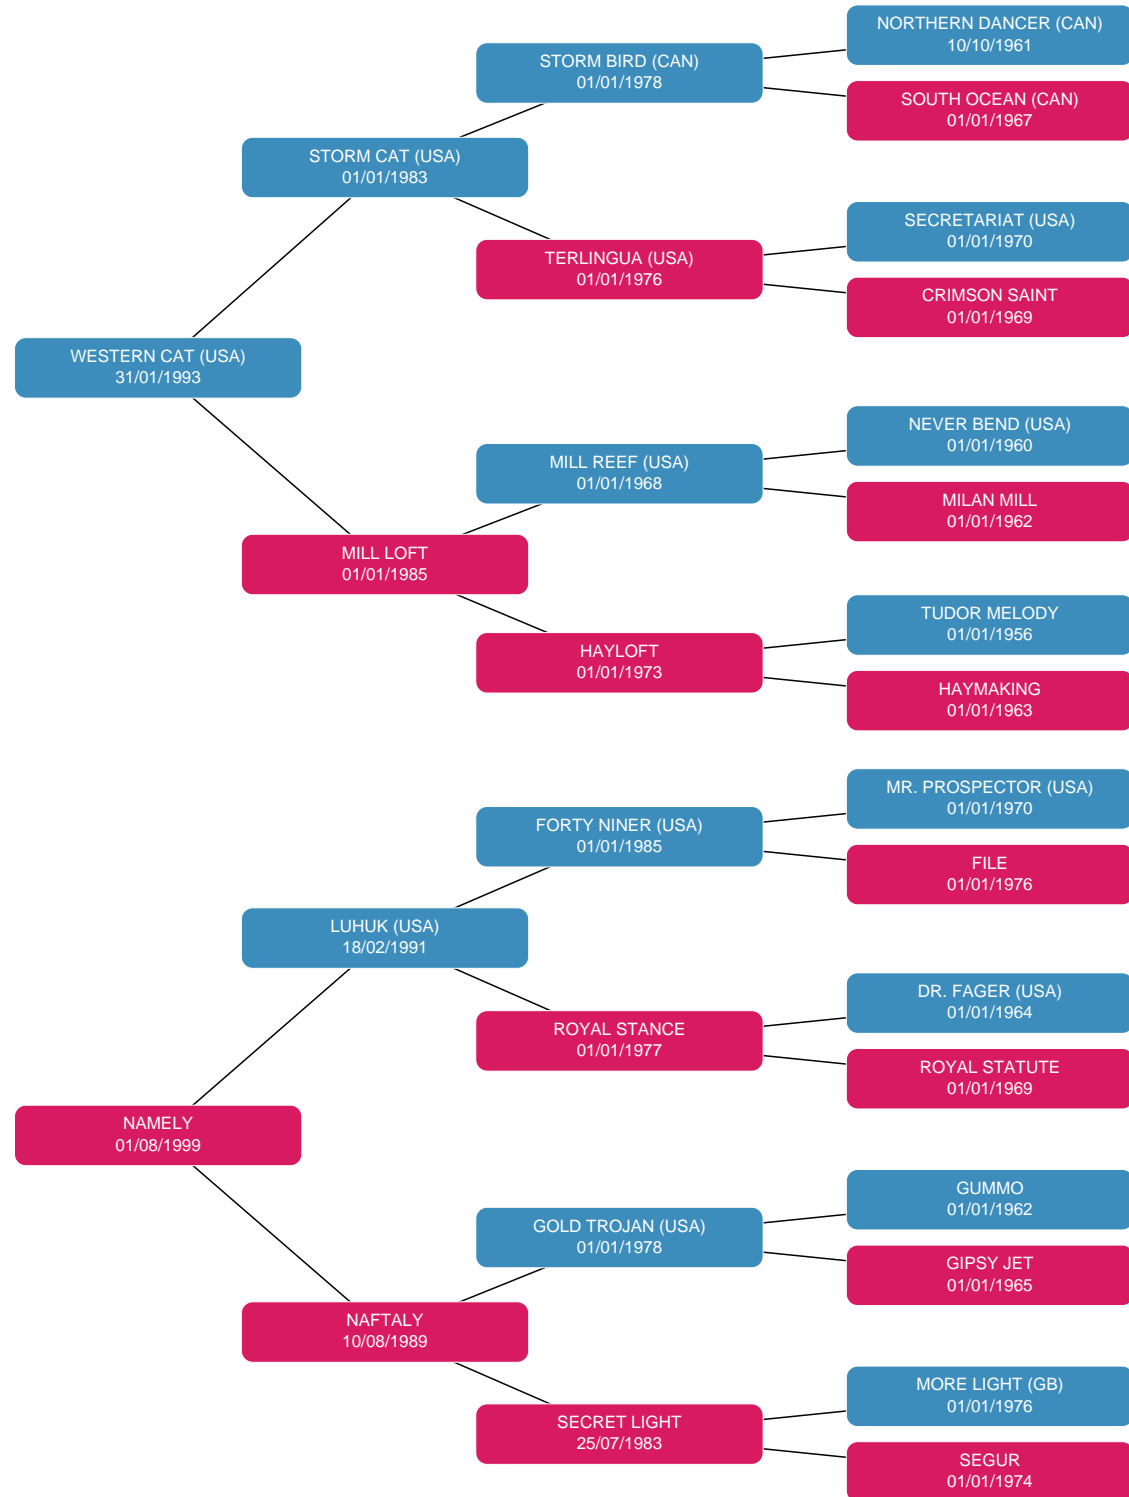 NORTHERN DANCER (CAN)
10/10/1961
STORM BIRD (CAN)
01/01/1978
SOUTH OCEAN (CAN)
01/01/1967
STORM CAT (USA)
01/01/1983
SECRETARIAT (USA)
01/01/1970
TERLINGUA (USA)
01/01/1976
CRIMSON SAINT
01/01/1969
WESTERN CAT (USA)
31/01/1993
NEVER BEND (USA)
01/01/1960
MILL REEF (USA)
01/01/1968
MILAN MILL
01/01/1962
MILL LOFT
01/01/1985
TUDOR MELODY
01/01/1956
HAYLOFT
01/01/1973
HAYMAKING
01/01/1963
MR. PROSPECTOR (USA)
01/01/1970
FORTY NINER (USA)
01/01/1985
FILE
01/01/1976
LUHUK (USA)
18/02/1991
DR. FAGER (USA)
01/01/1964
ROYAL STANCE
01/01/1977
ROYAL STATUTE
01/01/1969
NAMELY
01/08/1999
GUMMO
01/01/1962
GOLD TROJAN (USA)
01/01/1978
GIPSY JET
01/01/1965
NAFTALY
10/08/1989
MORE LIGHT (GB)
01/01/1976
SECRET LIGHT
25/07/1983
SEGUR
01/01/1974